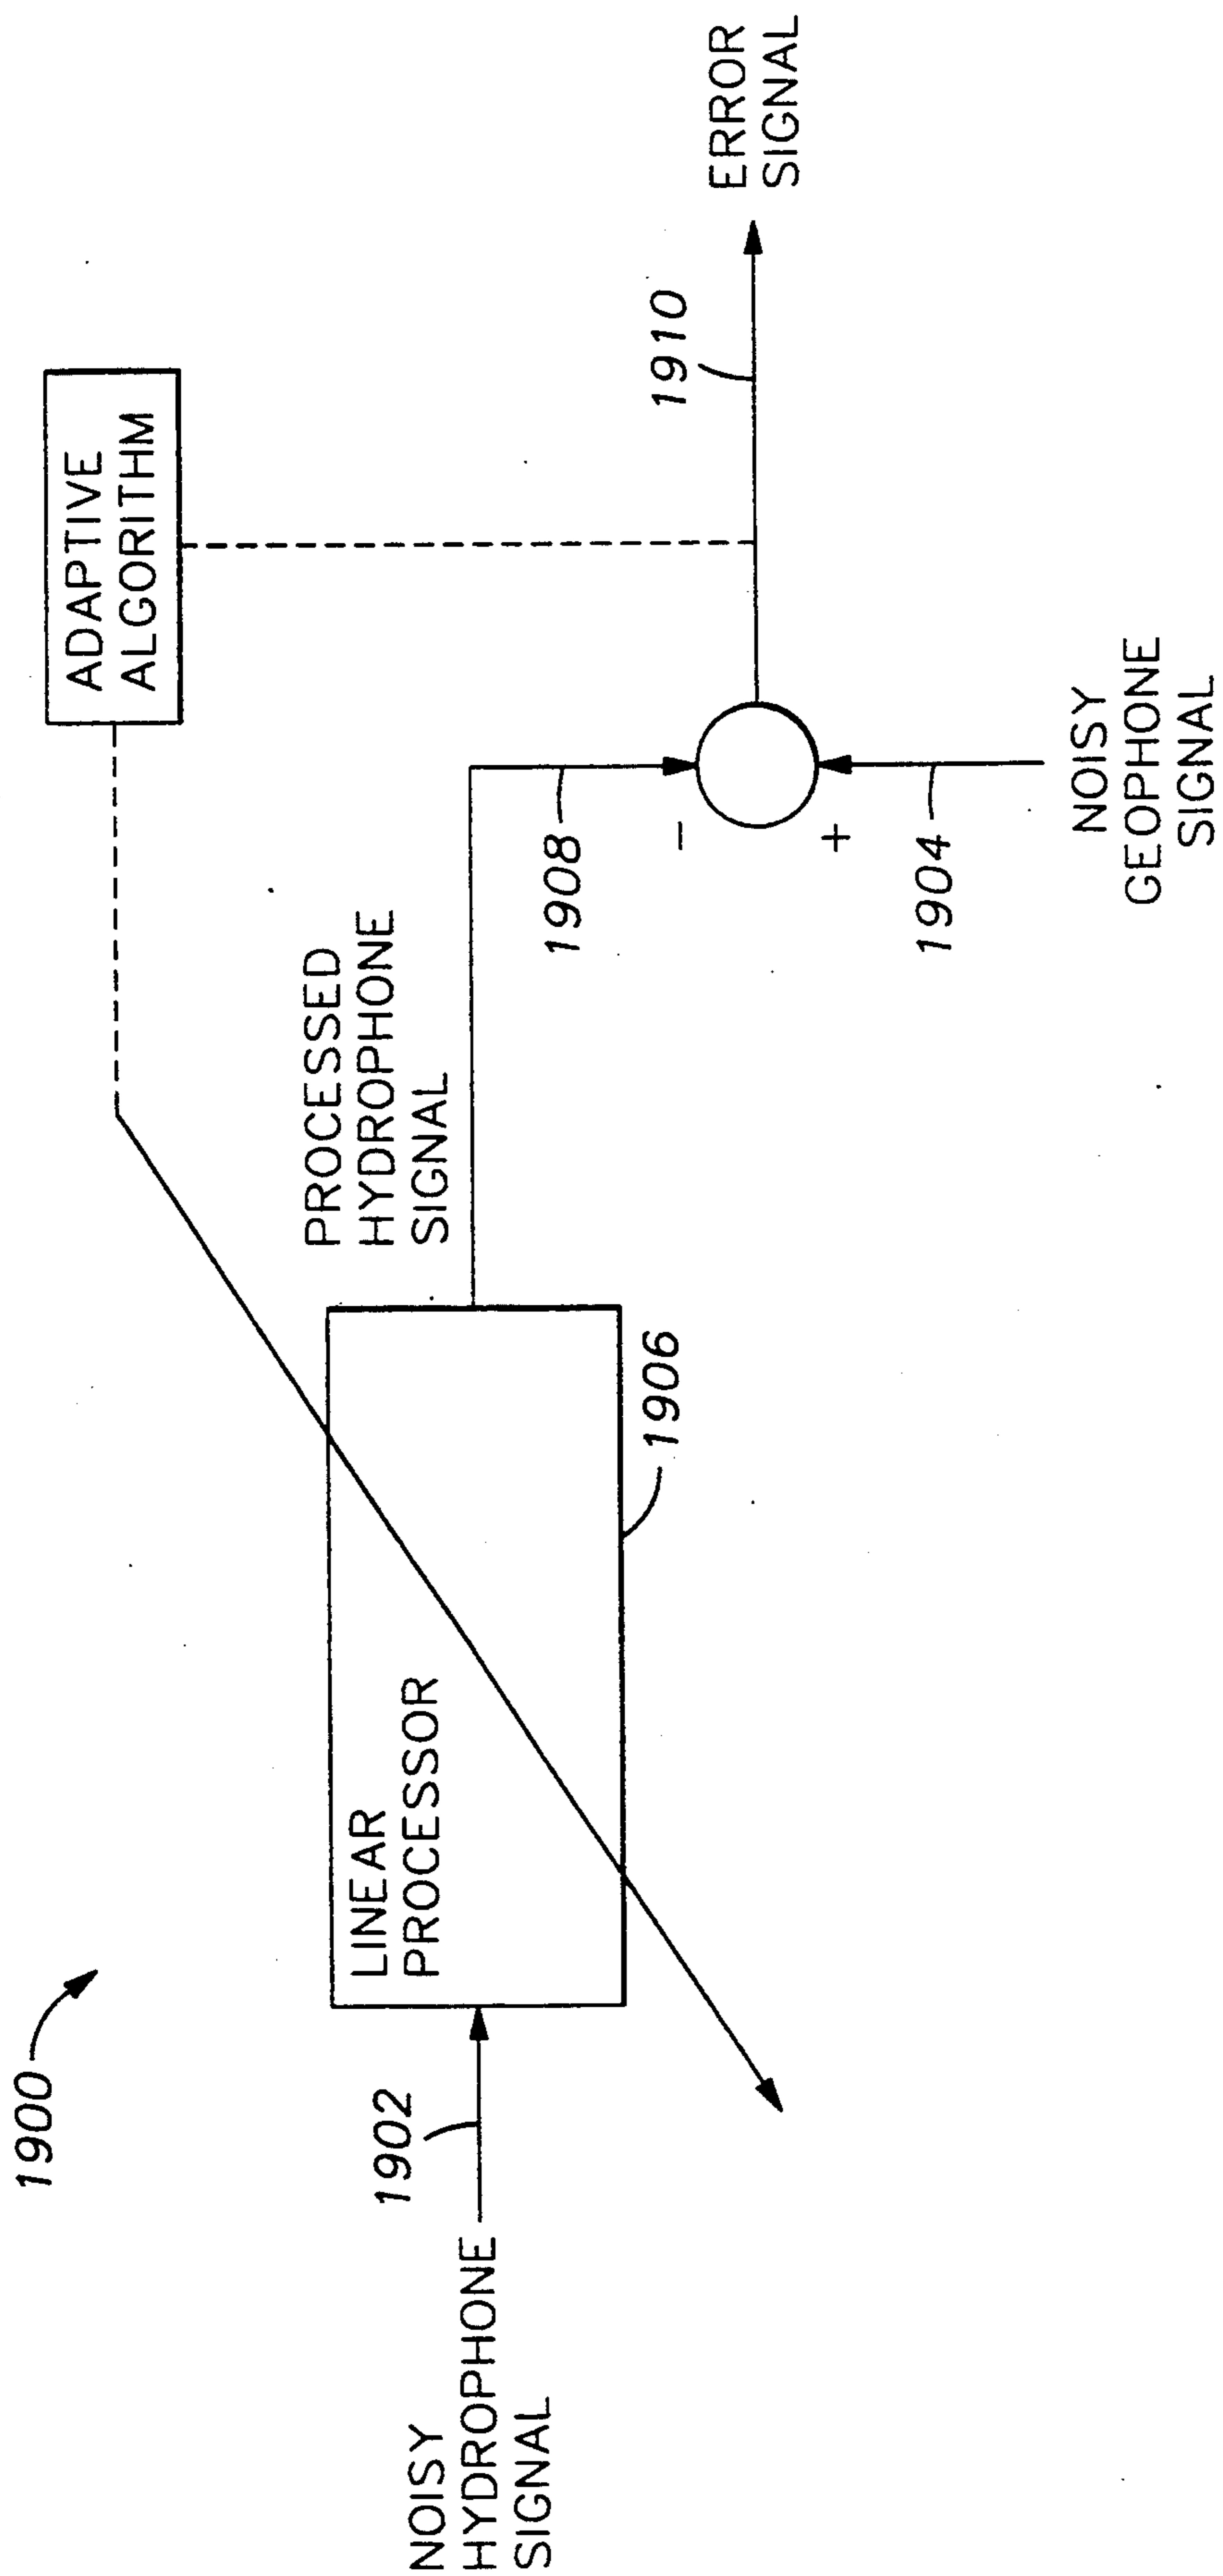 1900
ADAPTIVE
ALGORITHM
LINEAR
PROCESSOR
PROCESSED
HYDROPHONE
SIGNAL
1902
NOISY
HYDROPHONE
SIGNAL
1906
1908
-
+
1904
NOISY
GEOPHONE
SIGNAL
1910
ERROR
SIGNAL